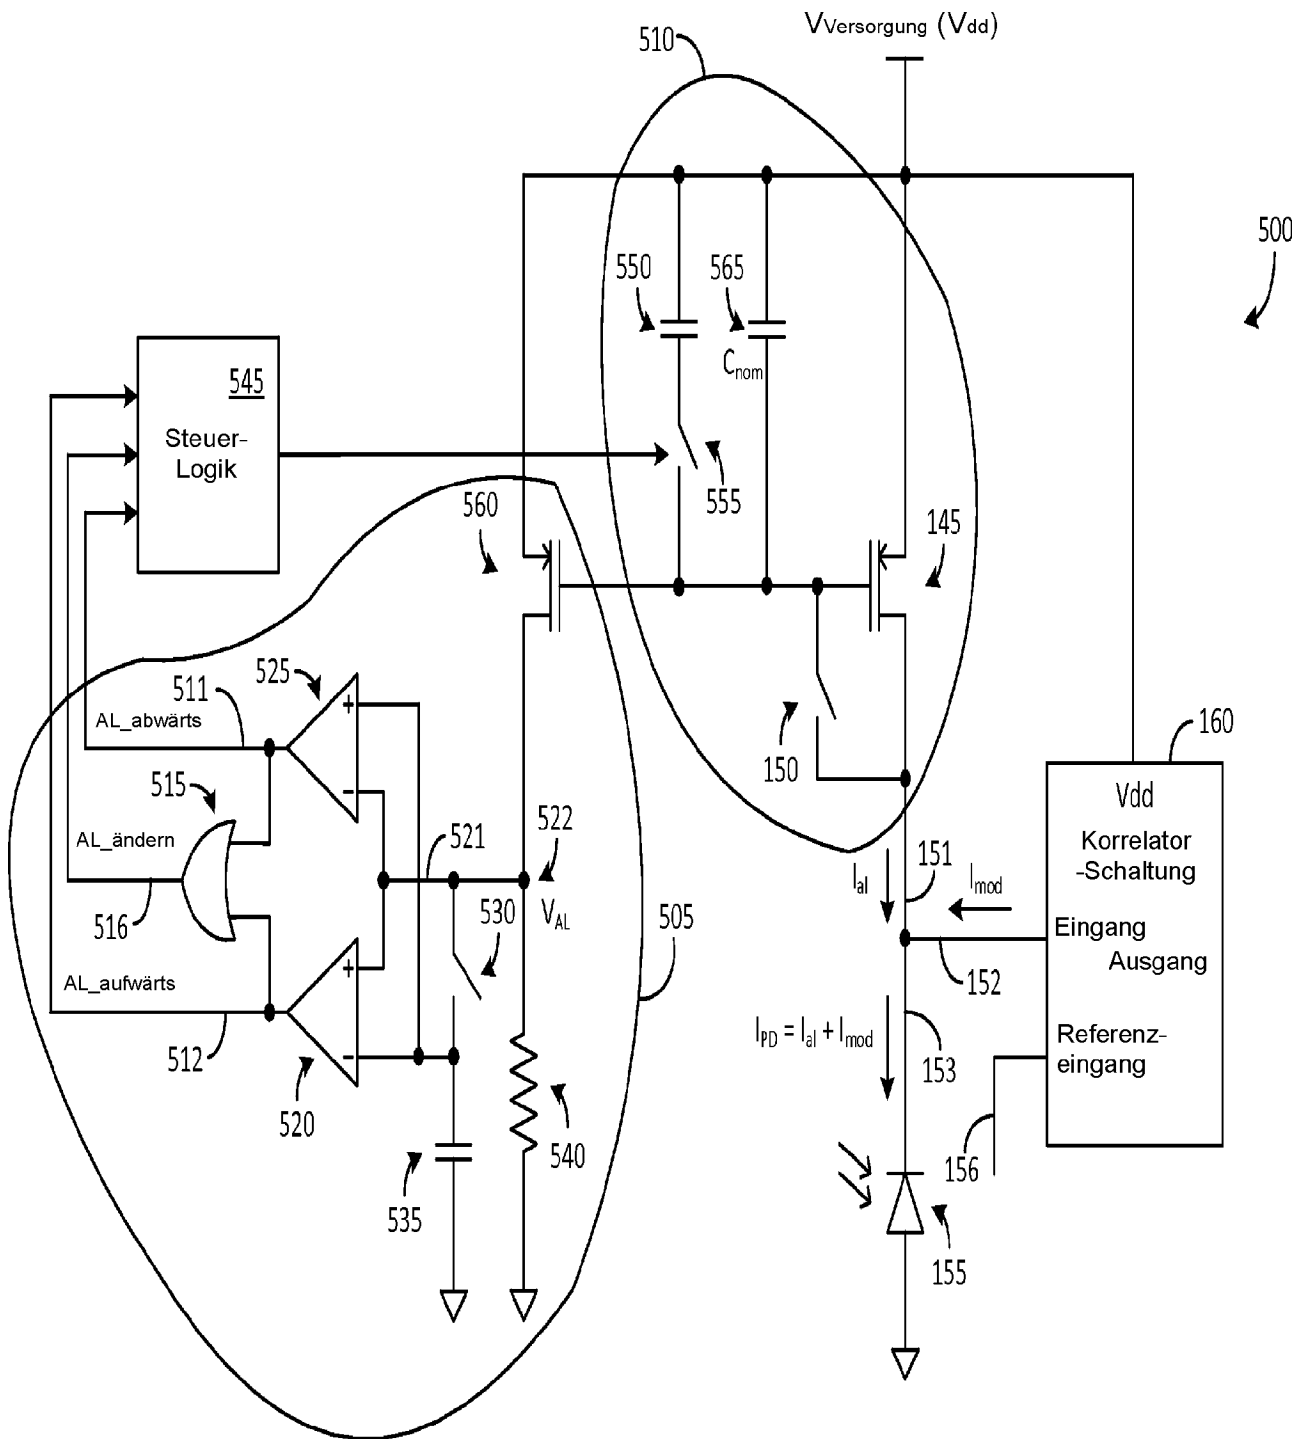 VVersorgung (Vdd)
510
500
550
565
Cnom
545
Steuer-
Logik
555
560
145
525
511
AL_abwärts
150
160
Vdd
515
Korrelator
-Schaltung
AL_ändern
521
522
Ial
151
Imod
516
VAL
530
505
Eingang
Ausgang
AL_aufwärts
152
IPD = Ial + Imod
Referenz-
eingang
512
153
520
540
156
535
155
+
-
+
-